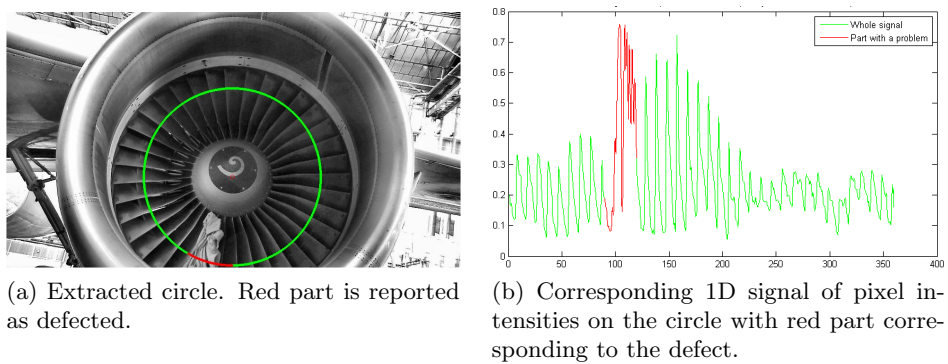 0.8
0.7
0.6
0.5
0.4
0.3
0.2
0.1
0
0 50 100 150 200 250 300 350 400
Whole signal
Part with a problem
(a) Extracted circle. Red part is reported
as defected.
(b) Corresponding 1D signal of pixel in-
tensities on the circle with red part corre-
sponding to the defect.